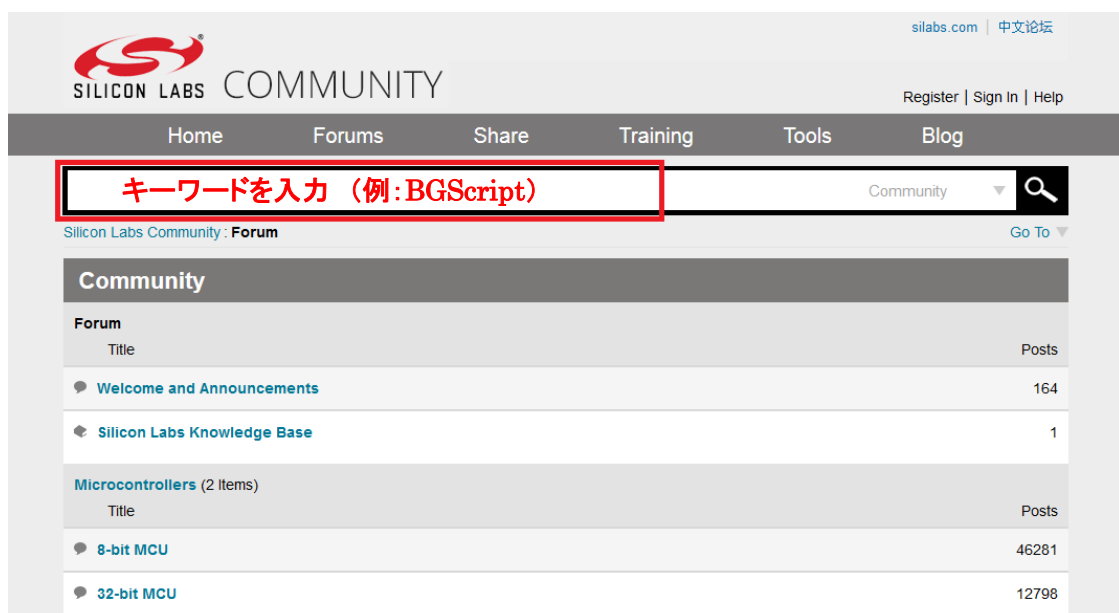 silabs.com | 中文论坛
SILICON LABS COMMUNITY
Register | Sign In | Help
Home Forums Share Training Tools Blog
キーワードを入力 （例：BGScript） Community
Silicon Labs Community : Forum Go To
Community
Forum
Title Posts
Welcome and Announcements 164
Silicon Labs Knowledge Base 1
Microcontrollers (2 Items)
Title Posts
8-bit MCU 46281
32-bit MCU 12798